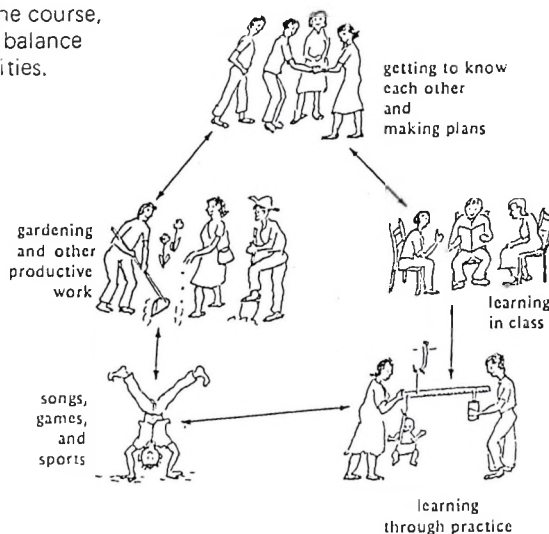 ne course,
balance
ities.
getting to know
each other
and
making plans
gardening
and other
productive
work
learning
in class
songs,
games,
and
sports
learning
through practice